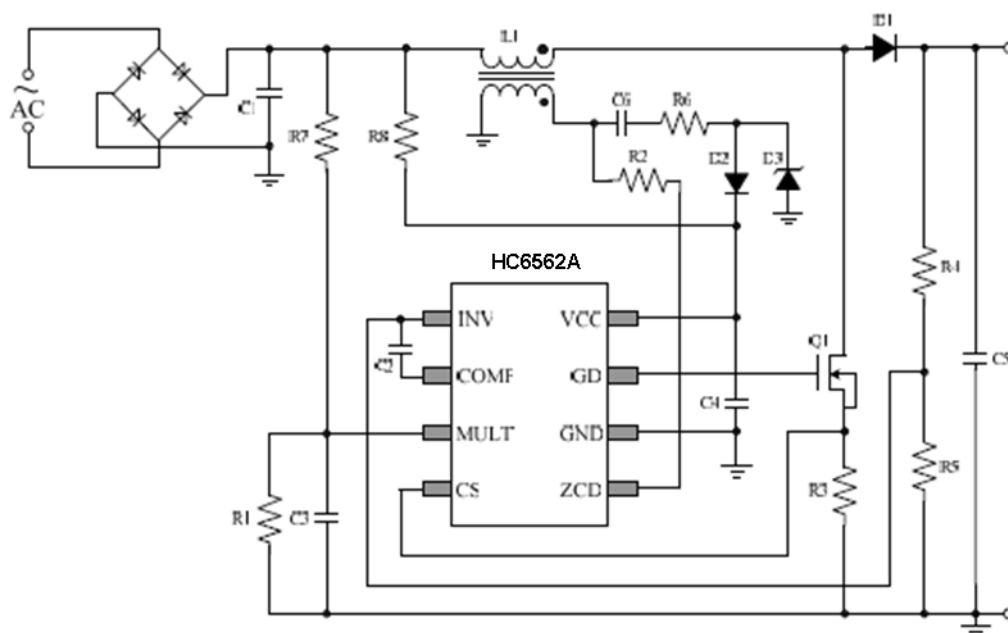 L1
D1
AC
C1
R7
R8
C6
R6
R2
D2
D3
HC6562A
R4
INV
VCC
Q1
C2
COMP
GD
C5
C4
MULT
GND
R5
CS
ZCD
R3
R1
C3